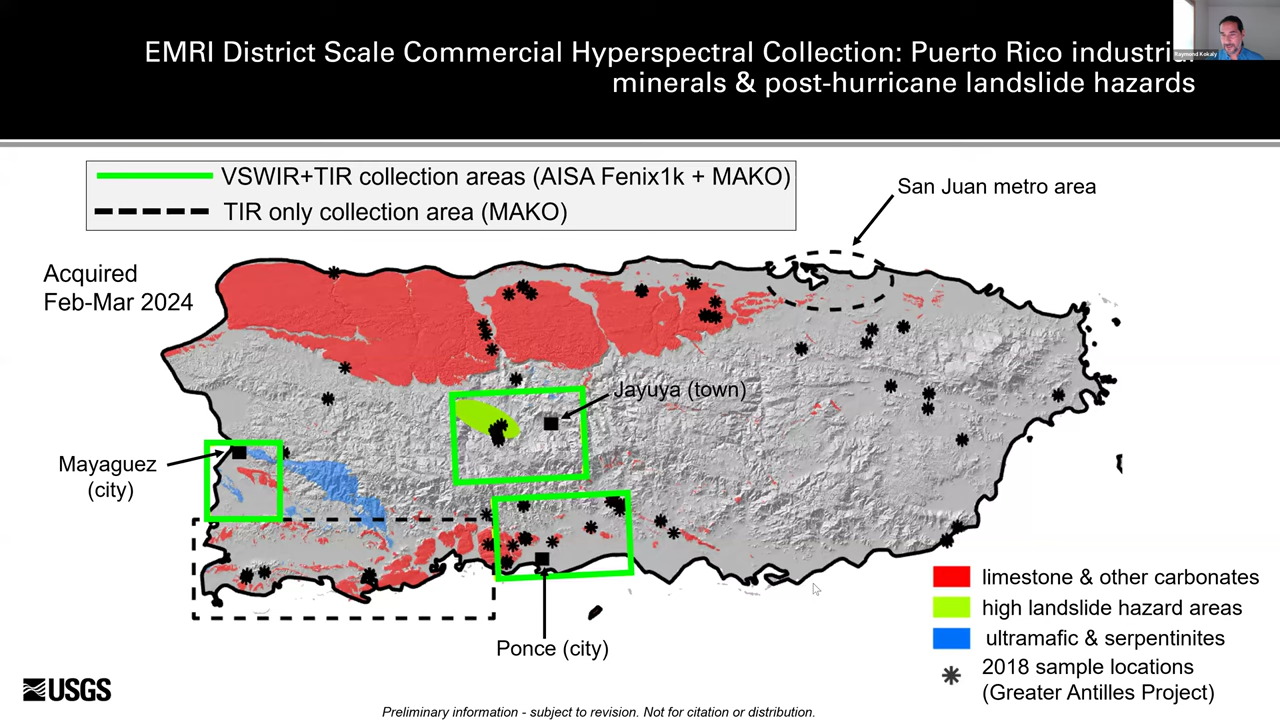 EMRI District Scale Commercial Hyperspectral Collection: Puerto Rico industrial
minerals & post-hurricane landslide hazards
Raymond Kokaly
VSWIR+TIR collection areas (AISA Fenix1k + MAKO)
TIR only collection area (MAKO)
San Juan metro area
Acquired
Feb-Mar 2024
Jayuya (town)
Mayaguez
(city)
Ponce (city)
limestone & other carbonates
high landslide hazard areas
ultramafic & serpentinites
2018 sample locations
(Greater Antilles Project)
USGS
Preliminary information - subject to revision. Not for citation or distribution.